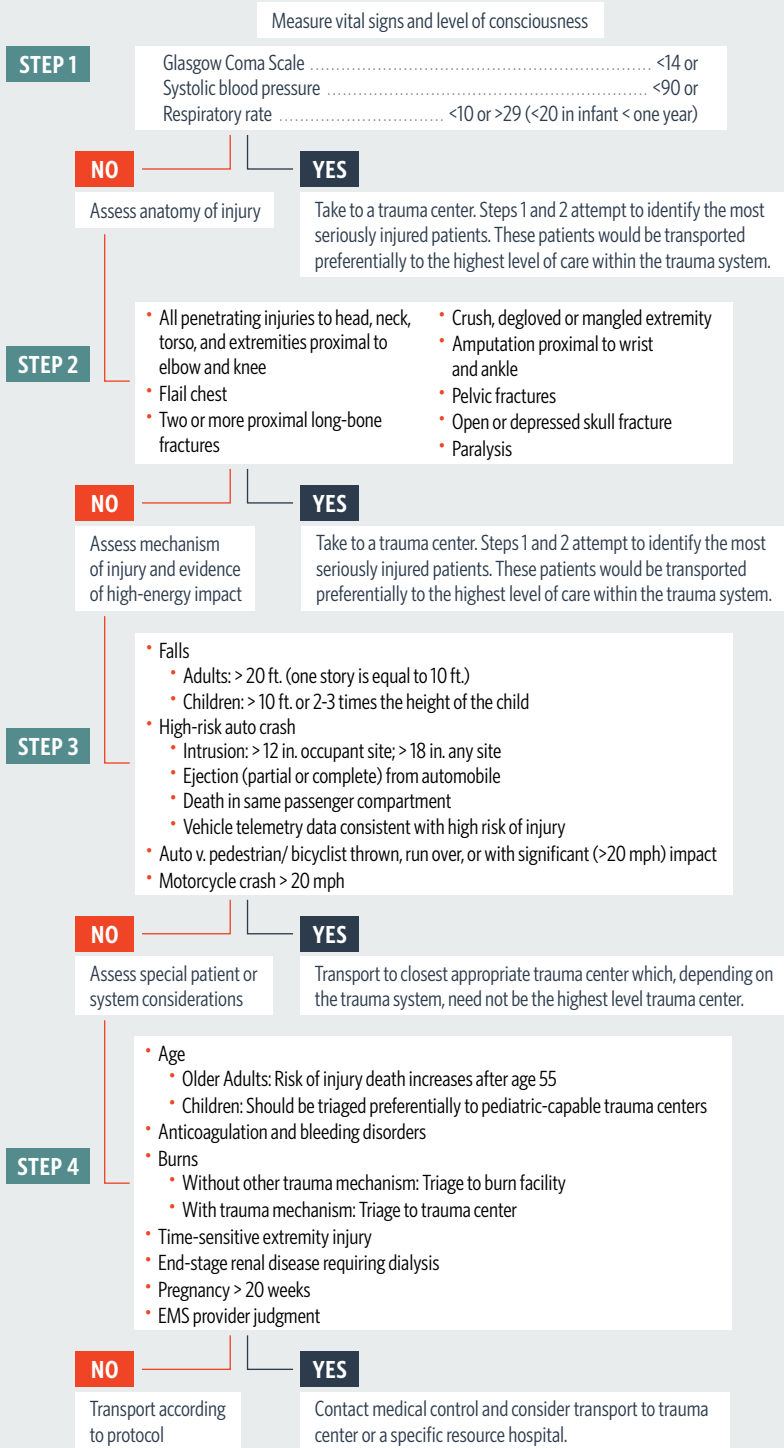 Measure vital signs and level of consciousness
STEP 1
Glasgow Coma Scale ........ <14 or
Systolic blood pressure ........ <90 or
Respiratory rate ........ <10 or >29 (<20 in infant < one year)
NO
YES
Assess anatomy of injury
Take to a trauma center. Steps 1 and 2 attempt to identify the most
seriously injured patients. These patients would be transported
preferentially to the highest level of care within the trauma system.
STEP 2
• All penetrating injuries to head, neck,
torso, and extremities proximal to
elbow and knee
• Flail chest
• Two or more proximal long-bone
fractures
• Crush, degloved or mangled extremity
• Amputation proximal to wrist
and ankle
• Pelvic fractures
• Open or depressed skull fracture
• Paralysis
NO
YES
Assess mechanism
of injury and evidence
of high-energy impact
Take to a trauma center. Steps 1 and 2 attempt to identify the most
seriously injured patients. These patients would be transported
preferentially to the highest level of care within the trauma system.
STEP 3
• Falls
• Adults: > 20 ft. (one story is equal to 10 ft.)
• Children: > 10 ft. or 2-3 times the height of the child
• High-risk auto crash
• Intrusion: > 12 in. occupant site; > 18 in. any site
• Ejection (partial or complete) from automobile
• Death in same passenger compartment
• Vehicle telemetry data consistent with high risk of injury
• Auto v. pedestrian/ bicyclist thrown, run over, or with significant (>20 mph) impact
• Motorcycle crash > 20 mph
NO
YES
Assess special patient or
system considerations
Transport to closest appropriate trauma center which, depending on
the trauma system, need not be the highest level trauma center.
STEP 4
• Age
• Older Adults: Risk of injury death increases after age 55
• Children: Should be triaged preferentially to pediatric-capable trauma centers
• Anticoagulation and bleeding disorders
• Burns
• Without other trauma mechanism: Triage to burn facility
• With trauma mechanism: Triage to trauma center
• Time-sensitive extremity injury
• End-stage renal disease requiring dialysis
• Pregnancy > 20 weeks
• EMS provider judgment
NO
YES
Transport according
to protocol
Contact medical control and consider transport to trauma
center or a specific resource hospital.